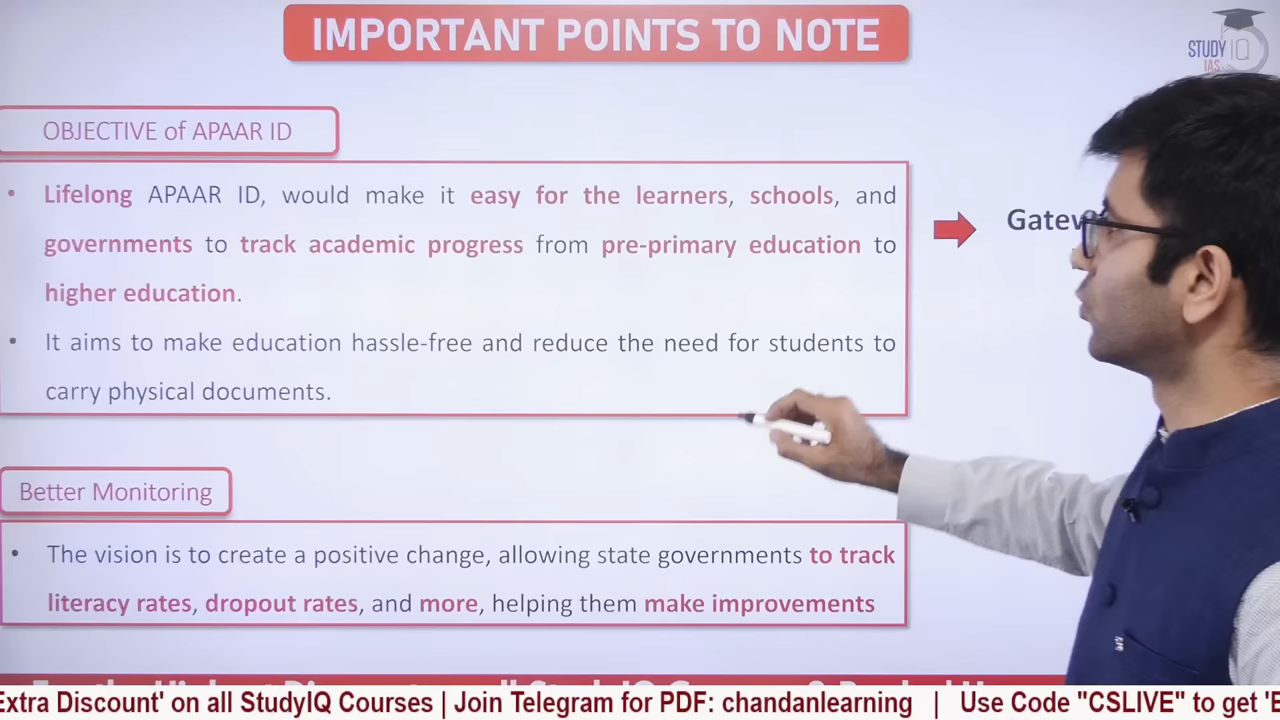 IMPORTANT POINTS TO NOTE
STUDY IQ
IAS
OBJECTIVE of APAAR ID
• Lifelong APAAR ID, would make it easy for the learners, schools, and
governments to track academic progress from pre-primary education to
higher education.
• It aims to make education hassle-free and reduce the need for students to
carry physical documents.
Better Monitoring
• The vision is to create a positive change, allowing state governments to track
literacy rates, dropout rates, and more, helping them make improvements
Extra Discount' on all StudyIQ Courses | Join Telegram for PDF: chandanlearning | Use Code "CSLIVE" to get 'E